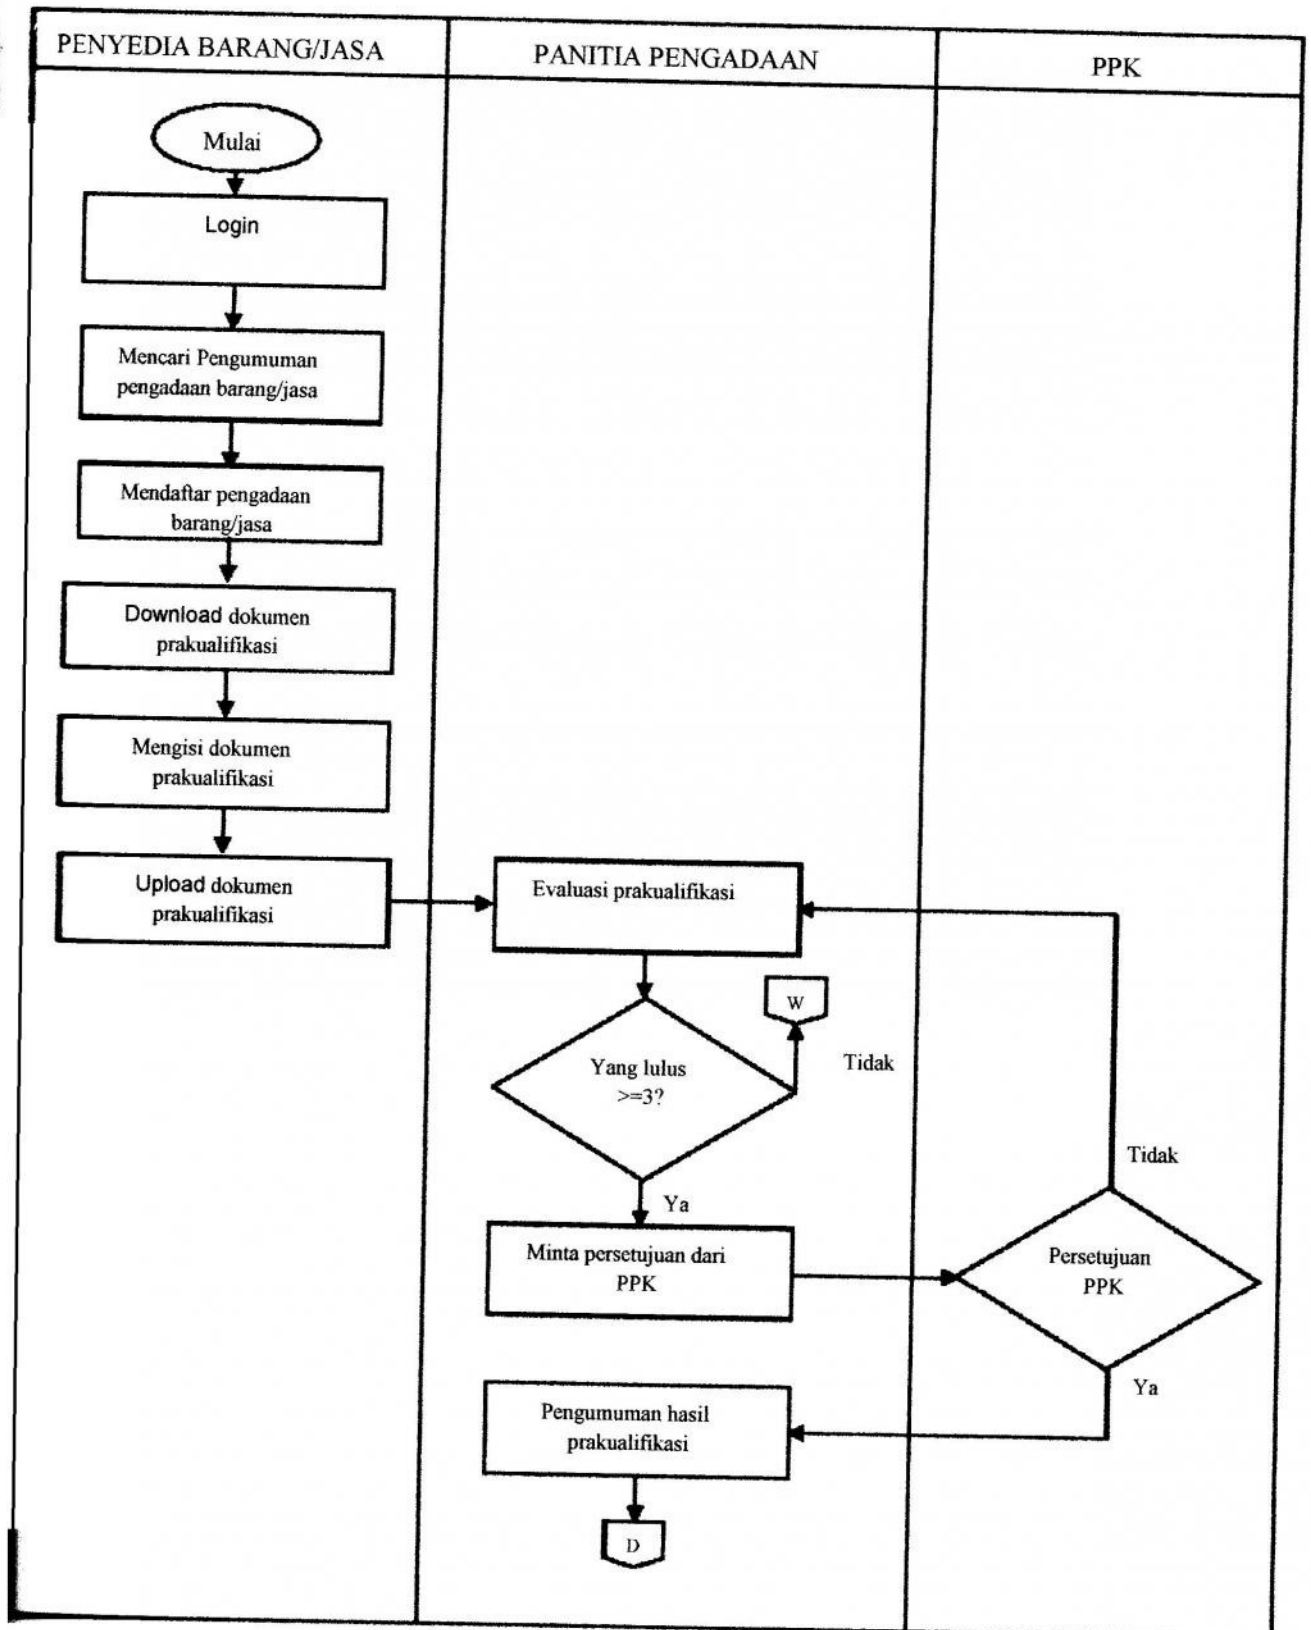 PENYEDIA BARANG/JASA
PANITIA PENGADAAN
PPK
Mulai
Login
Mencari Pengumuman
pengadaan barang/jasa
Mendaftar pengadaan
barang/jasa
Download dokumen
prakualifikasi
Mengisi dokumen
prakualifikasi
Upload dokumen
prakualifikasi
Evaluasi prakualifikasi
W
Yang lulus
>=3?
Tidak
Ya
Minta persetujuan dari
PPK
Tidak
Persetujuan
PPK
Ya
Pengumuman hasil
prakualifikasi
D